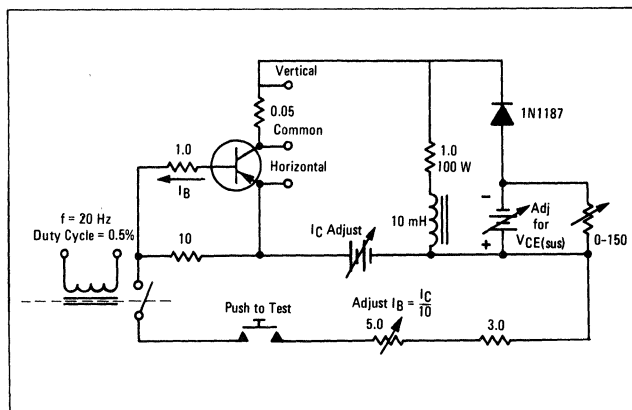 Vertical
0.05
1N1187
Common
1.0
1.0
100 W
Horizontal
I_B
f = 20 Hz
Duty Cycle = 0.5%
10
I_C Adjust
10 mH
−
+
Adj
for
V_CE(sus)
0–150
Push to Test
Adjust I_B = I_C/10
5.0
3.0